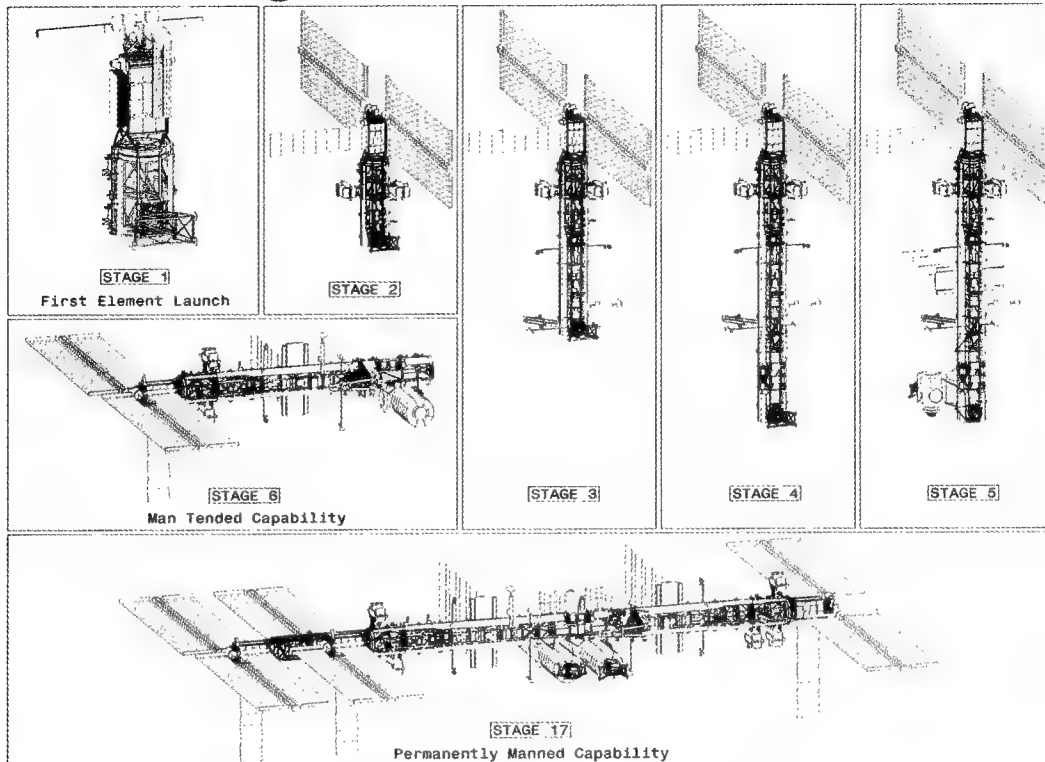 STAGE 1
First Element Launch
STAGE 2
STAGE 3
STAGE 4
STAGE 5
STAGE 6
Man Tended Capability
STAGE 17
Permanently Manned Capability